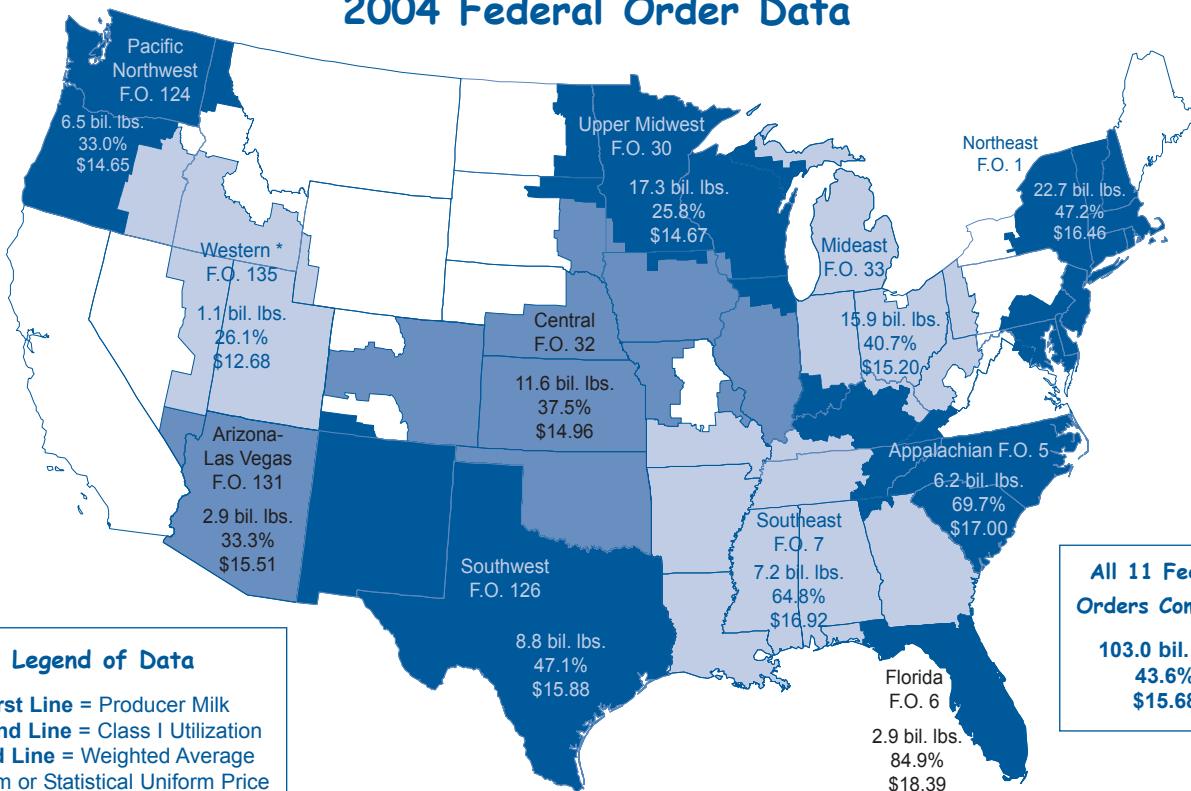 2004 Federal Order Data
Pacific
Northwest
F.O. 124
6.5 bil. lbs.
33.0%
$14.65
Upper Midwest
F.O. 30
17.3 bil. lbs.
25.8%
$14.67
Northeast
F.O. 1
22.7 bil. lbs.
47.2%
$16.46
Western *
F.O. 135
1.1 bil. lbs.
26.1%
$12.68
Mideast
F.O. 33
15.9 bil. lbs.
40.7%
$15.20
Central
F.O. 32
11.6 bil. lbs.
37.5%
$14.96
Arizona-
Las Vegas
F.O. 131
2.9 bil. lbs.
33.3%
$15.51
Appalachian F.O. 5
6.2 bil. lbs.
69.7%
$17.00
Southeast
F.O. 7
7.2 bil. lbs.
64.8%
$16.92
Southwest
F.O. 126
8.8 bil. lbs.
47.1%
$15.88
Florida
F.O. 6
2.9 bil. lbs.
84.9%
$18.39
All 11
Orders
103.0 bil.
43.6%
$15.68
Legend of Data
Line = Producer Milk
Line = Class I Utilization
Line = Weighted Average
or Statistical Uniform Price